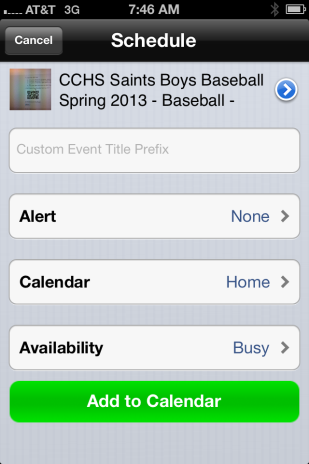 AT&T 3G 7:46 AM
Cancel Schedule
CCHS Saints Boys Baseball
Spring 2013 - Baseball -
Custom Event Title Prefix
Alert None
Calendar Home
Availability Busy
Add to Calendar